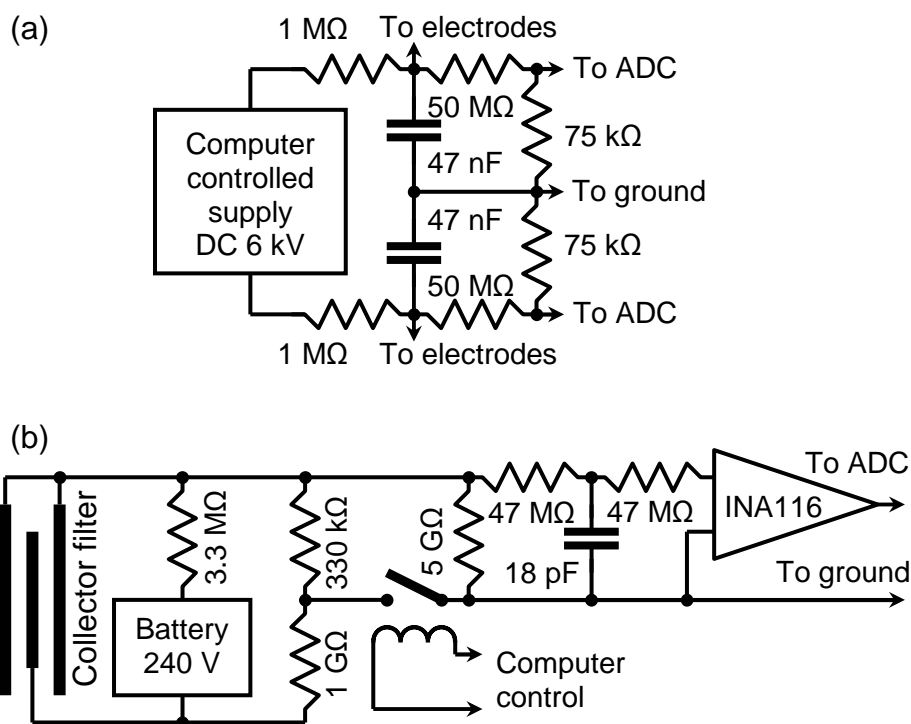 (a)
1 MΩ
To electrodes
To ADC
50 MΩ
75 kΩ
Computer
controlled
supply
DC 6 kV
47 nF
To ground
47 nF
75 kΩ
50 MΩ
To ADC
1 MΩ
To electrodes
(b)
Collector filter
3.3 MΩ
330 kΩ
5 GΩ
47 MΩ
47 MΩ
18 pF
INA116
To ADC
To ground
Battery
240 V
1 GΩ
Computer
control